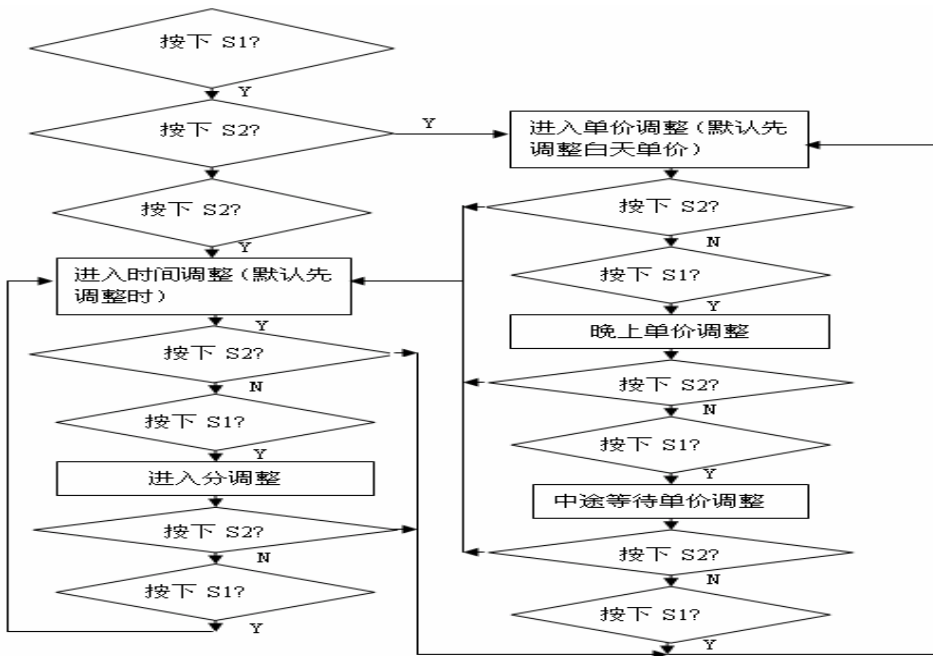 按下 S1?
Y
按下 S2?
Y
按下 S2?
Y
进入时间调整(默认先
调整时)
Y
按下 S2?
N
按下 S1?
Y
进入分调整
按下 S2?
N
按下 S1?
Y
进入单价调整(默认先
调整白天单价)
按下 S2?
N
按下 S1?
Y
晚上单价调整
按下 S2?
N
按下 S1?
Y
中途等待单价调整
按下 S2?
N
按下 S1?
Y